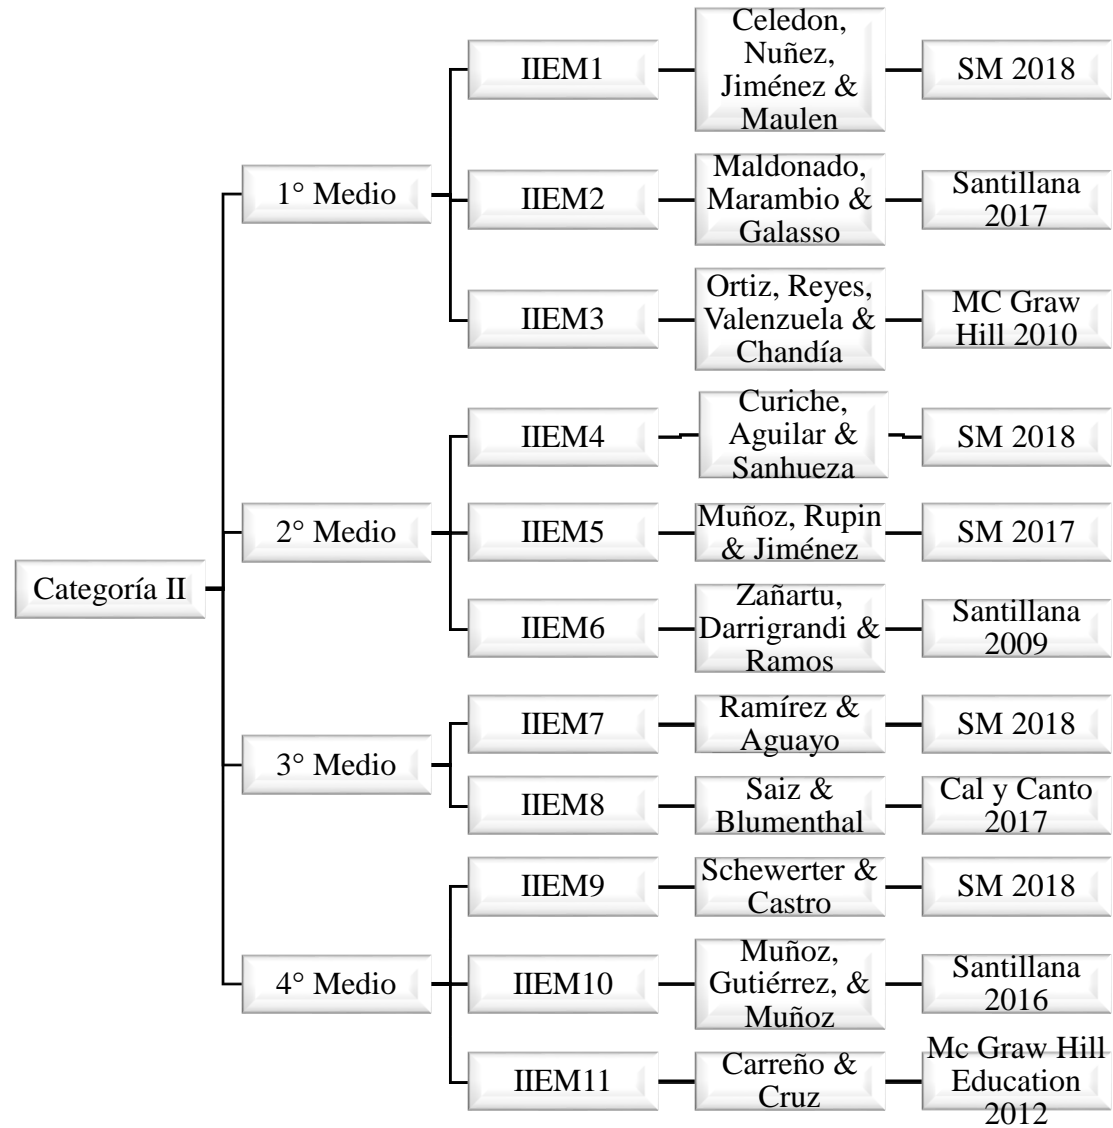 Categoría II
1° Medio
IIEM1
Celedon,
Nuñez,
Jiménez &
Maulen
SM 2018
IIEM2
Maldonado,
Marambio &
Galasso
Santillana
2017
IIEM3
Ortiz, Reyes,
Valenzuela &
Chandía
MC Graw
Hill 2010
2° Medio
IIEM4
Curiche,
Aguilar &
Sanhueza
SM 2018
IIEM5
Muñoz, Rupin
& Jiménez
SM 2017
IIEM6
Zañartu,
Darrigrandi &
Ramos
Santillana
2009
3° Medio
IIEM7
Ramírez &
Aguayo
SM 2018
IIEM8
Saiz &
Blumenthal
Cal y Canto
2017
4° Medio
IIEM9
Schewerter &
Castro
SM 2018
IIEM10
Muñoz,
Gutiérrez, &
Muñoz
Santillana
2016
IIEM11
Carreño &
Cruz
Mc Graw Hill
Education
2012